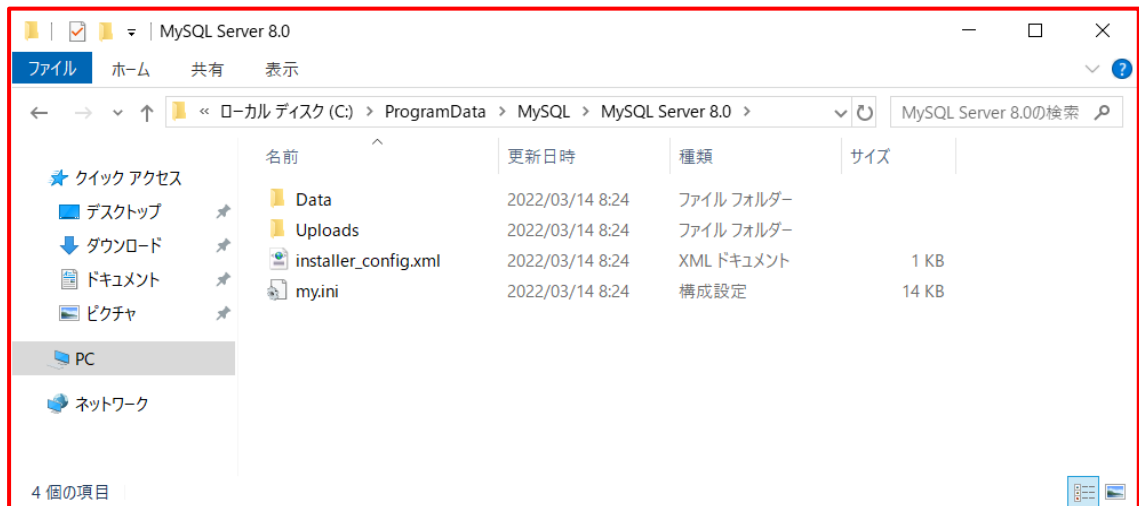 MySQL Server 8.0
ファイル ホーム 共有 表示
« ローカル ディスク (C:) > ProgramData > MySQL > MySQL Server 8.0 > MySQL Server 8.0の検索
名前 更新日時 種類 サイズ
クイック アクセス
デスクトップ
ダウンロード
ドキュメント
ピクチャ
PC
ネットワーク
Data 2022/03/14 8:24 ファイル フォルダー
Uploads 2022/03/14 8:24 ファイル フォルダー
installer_config.xml 2022/03/14 8:24 XML ドキュメント 1 KB
my.ini 2022/03/14 8:24 構成設定 14 KB
4 個の項目